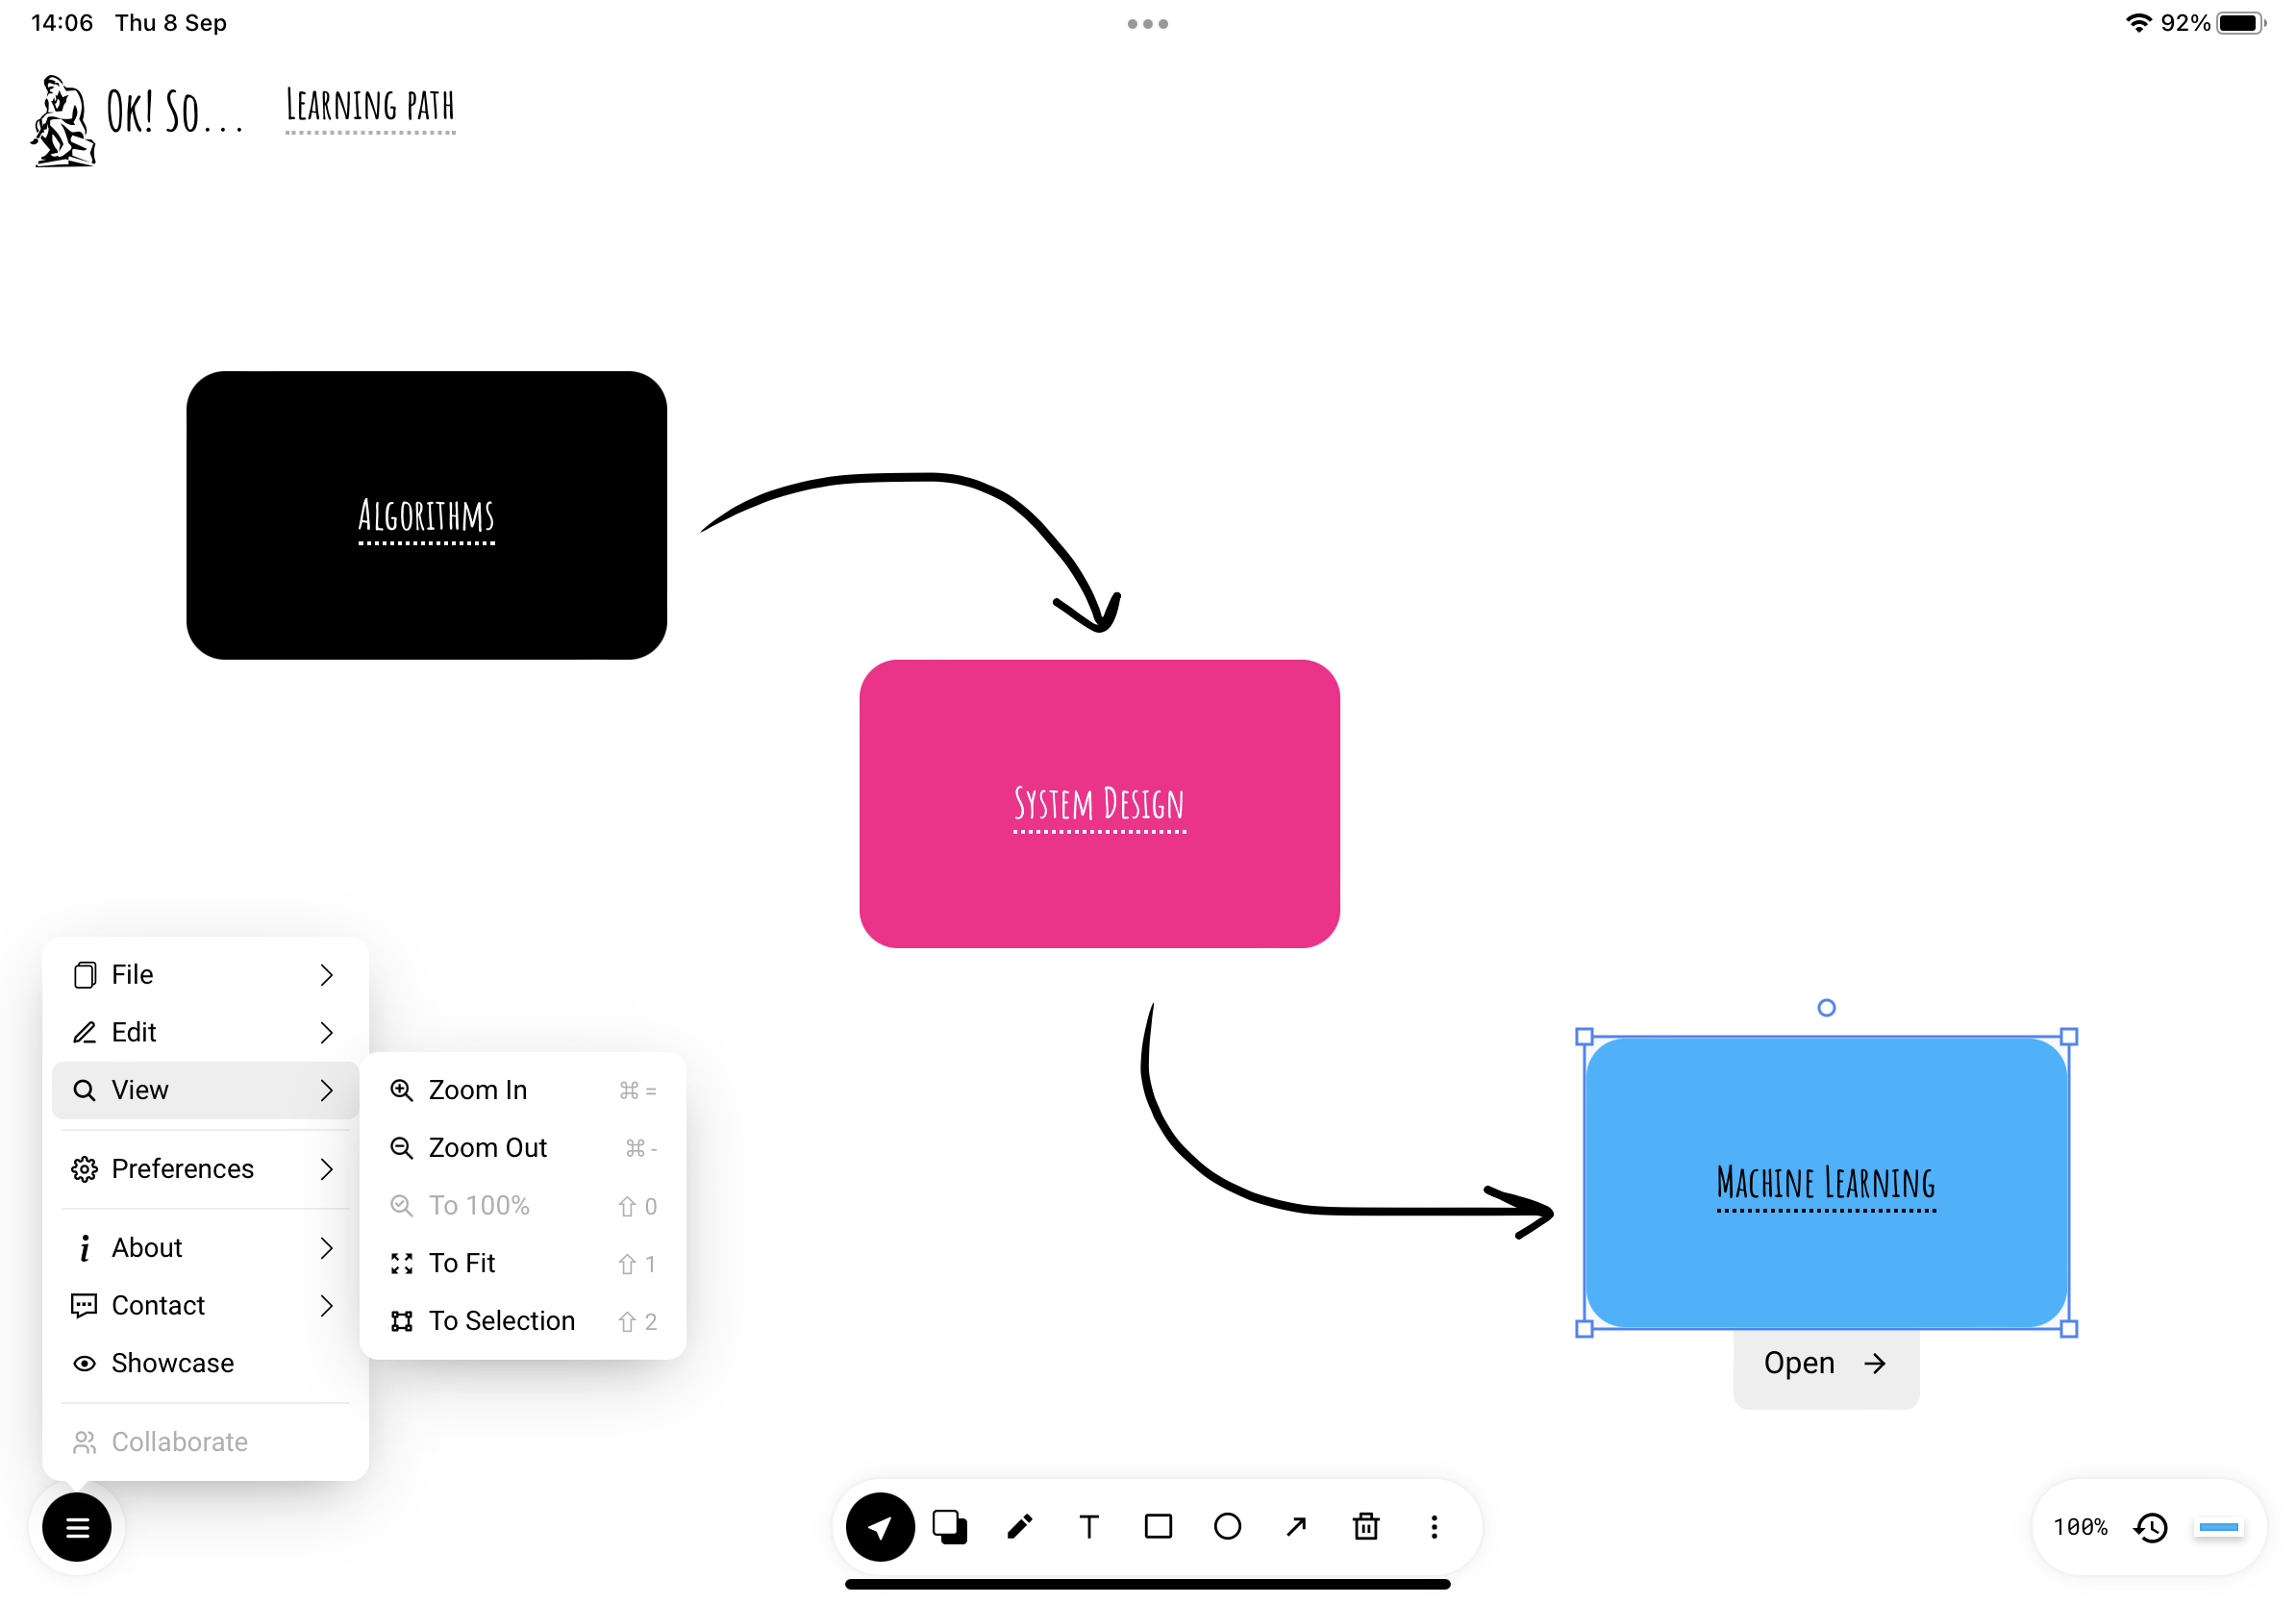 14:06 Thu 8 Sep
92%
Ok! So...
Learning path
Algorithms
System Design
Machine Learning
Open →
File
Edit
View
Preferences
About
Contact
Showcase
Collaborate
Zoom In ⌘ =
Zoom Out ⌘ -
To 100% ⇧ 0
To Fit ⇧ 1
To Selection ⇧ 2
T
100%